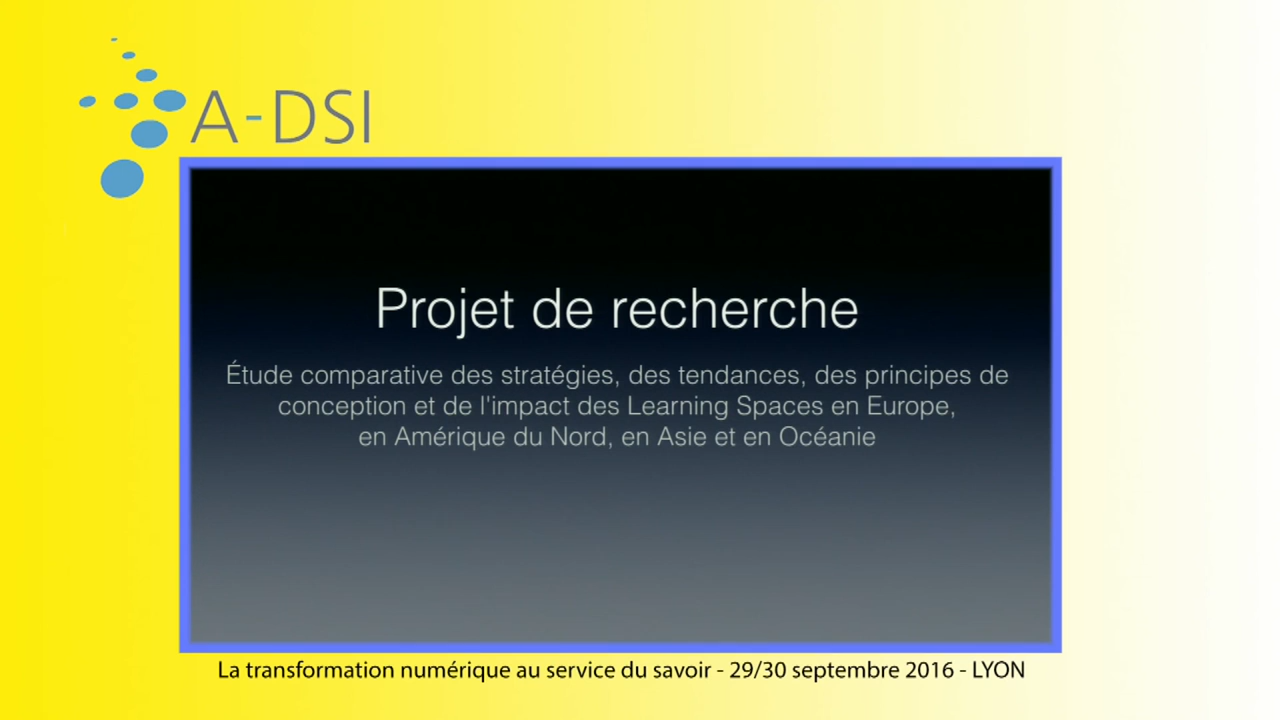 A-DSI
Projet de recherche
Étude comparative des stratégies, des tendances, des principes de
conception et de l'impact des Learning Spaces en Europe,
en Amérique du Nord, en Asie et en Océanie
La transformation numérique au service du savoir - 29/30 septembre 2016 - LYON